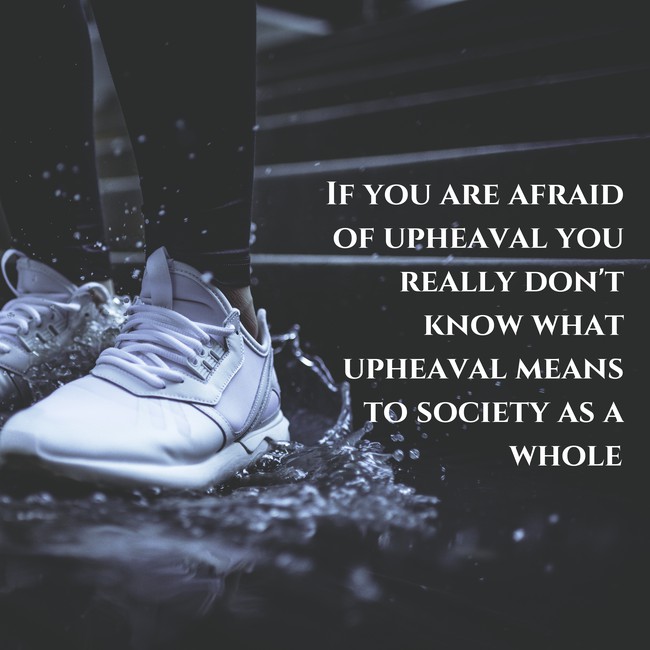 If you are afraid
of upheaval you
really don't
know what
upheaval means
to society as a
whole